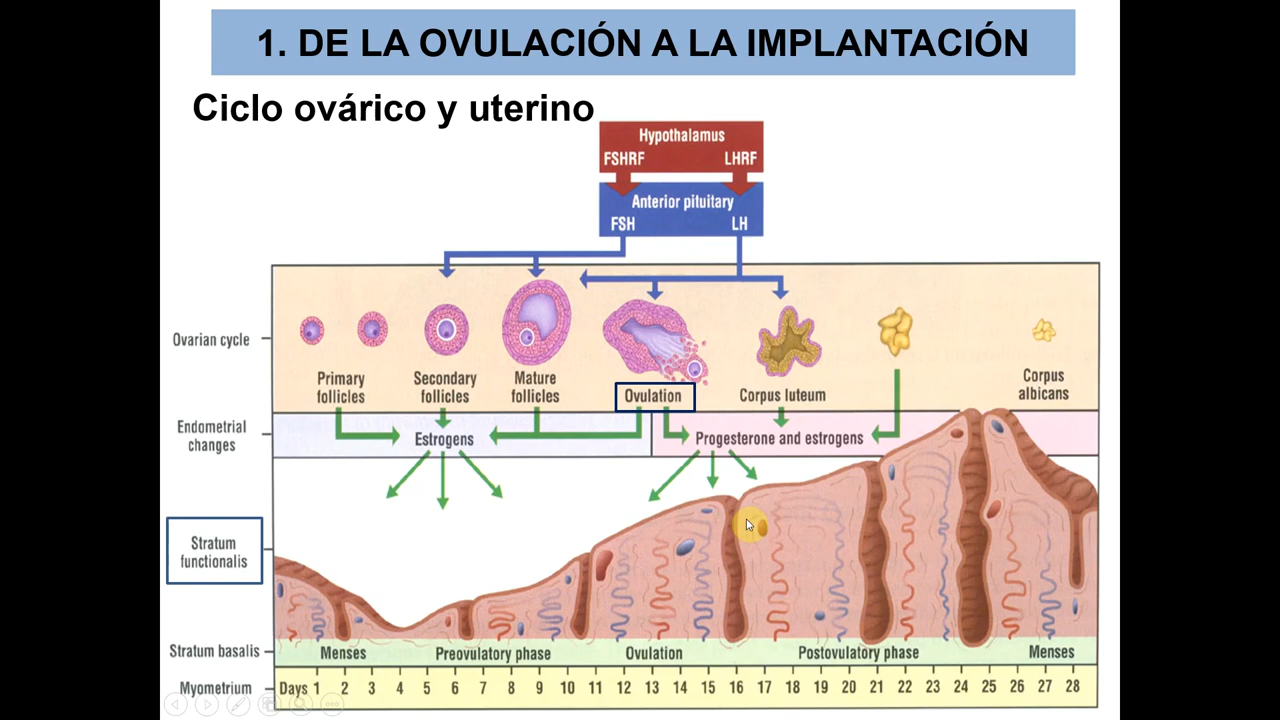 1. DE LA OVULACIÓN A LA IMPLANTACIÓN
Ciclo ovárico y uterino
Hypothalamus
FSHRF LHRF
Anterior pituitary
FSH LH
Ovarian cycle
Primary
follicles
Secondary
follicles
Mature
follicles
Ovulation
Corpus luteum
Corpus
albicans
Endometrial
changes
Estrogens
Progesterone and estrogens
Stratum
functionalis
Stratum basalis
Menses
Preovulatory phase
Ovulation
Postovulatory phase
Menses
Myometrium
Days 1 2 3 4 5 6 7 8 9 10 11 12 13 14 15 16 17 18 19 20 21 22 23 24 25 26 27 28